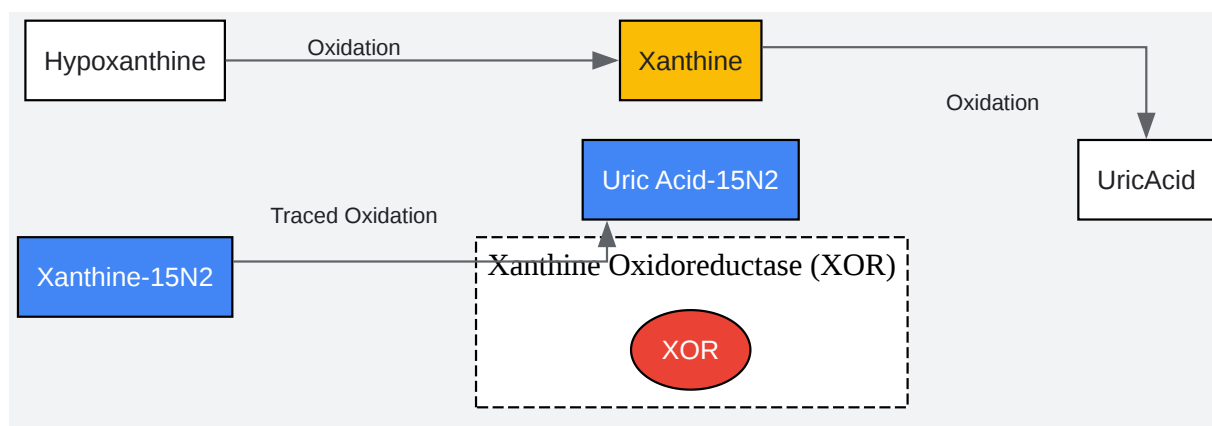 Hypoxanthine
Oxidation
Xanthine
Oxidation
UricAcid
Uric Acid-15N2
Traced Oxidation
Xanthine-15N2
Xanthine Oxidoreductase (XOR)
XOR